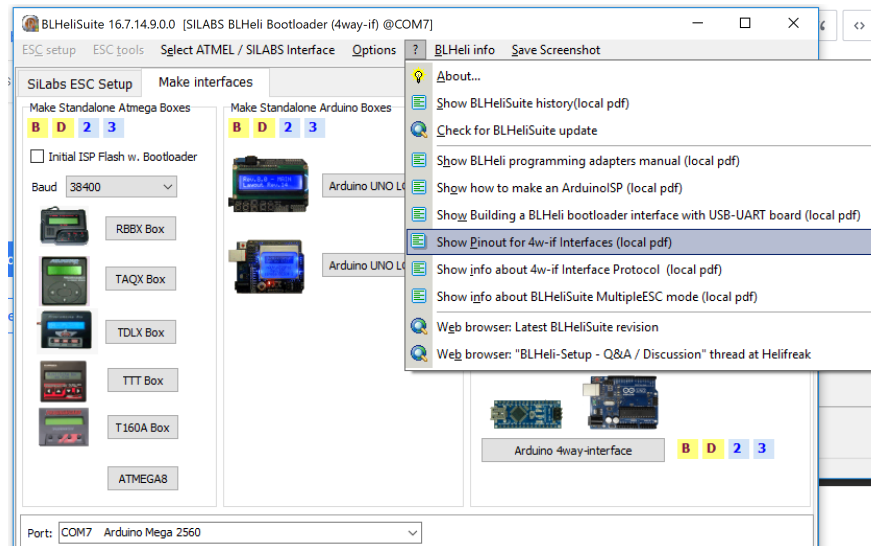 BLHeliSuite 16.7.14.9.0.0 [SILABS BLHeli Bootloader (4way-if) @COM7]
ESC setup ESC tools Select ATMEL / SILABS Interface Options ? BLHeli info Save Screenshot
SiLabs ESC Setup Make interfaces
Make Standalone Atmega Boxes
B D 2 3
Initial ISP Flash w. Bootloader
Baud 38400
RBBX Box
TAQX Box
TDLX Box
TTT Box
T160A Box
ATMEGA8
Make Standalone Arduino Boxes
B D 2 3
Arduino UNO LC
Arduino UNO LC
About...
Show BLHeliSuite history(local pdf)
Check for BLHeliSuite update
Show BLHeli programming adapters manual (local pdf)
Show how to make an ArduinoISP (local pdf)
Show Building a BLHeli bootloader interface with USB-UART board (local pdf)
Show Pinout for 4w-if Interfaces (local pdf)
Show info about 4w-if Interface Protocol (local pdf)
Show info about BLHeliSuite MultipleESC mode (local pdf)
Web browser: Latest BLHeliSuite revision
Web browser: "BLHeli-Setup - Q&A / Discussion" thread at Helifreak
Arduino 4way-interface B D 2 3
Port: COM7 Arduino Mega 2560